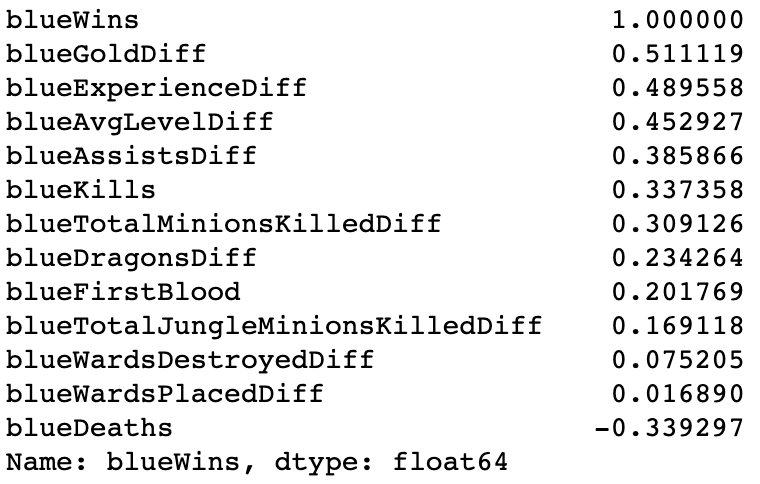 blueWins 1.000000
blueGoldDiff 0.511119
blueExperienceDiff 0.489558
blueAvgLevelDiff 0.452927
blueAssistsDiff 0.385866
blueKills 0.337358
blueTotalMinionsKilledDiff 0.309126
blueDragonsDiff 0.234264
blueFirstBlood 0.201769
blueTotalJungleMinionsKilledDiff 0.169118
blueWardsDestroyedDiff 0.075205
blueWardsPlacedDiff 0.016890
blueDeaths -0.339297
Name: blueWins, dtype: float64